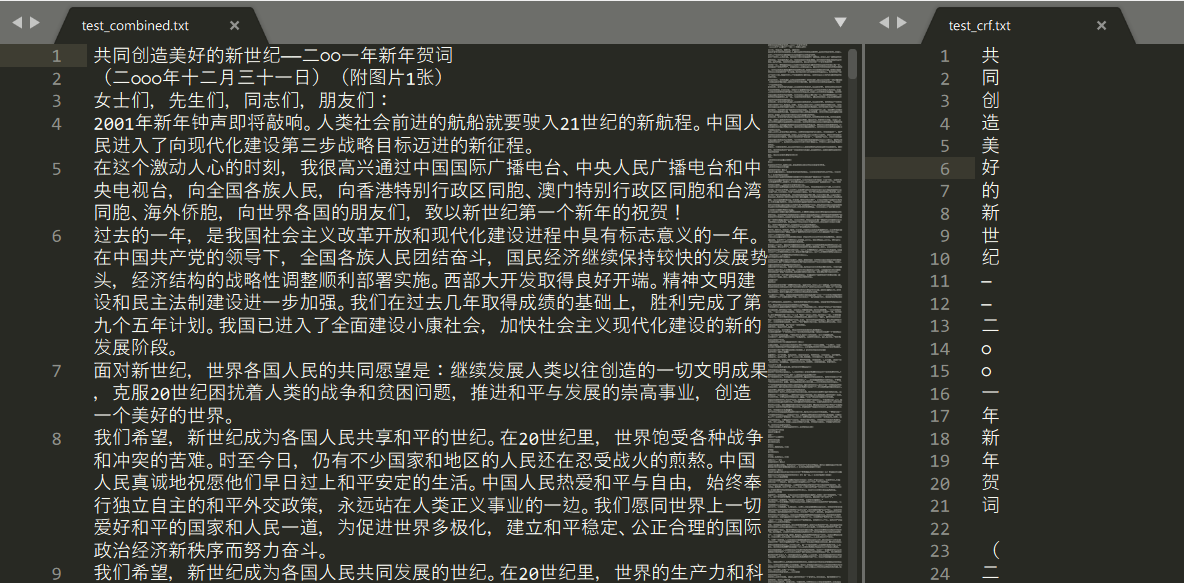 test_combined.txt
1 共同创造美好的新世纪——二○○一年新年贺词
2 （二○○○年十二月三十一日）（附图片1张）
3 女士们，先生们，同志们，朋友们：
4 2001年新年钟声即将敲响。人类社会前进的航船就要驶入21世纪的新航程。中国人
民进入了向现代化建设第三步战略目标迈进的新征程。
5 在这个激动人心的时刻，我很高兴通过中国国际广播电台、中央人民广播电台和中
央电视台，向全国各族人民，向香港特别行政区同胞、澳门特别行政区同胞和台湾
同胞、海外侨胞，向世界各国的朋友们，致以新世纪第一个新年的祝贺！
6 过去的一年，是我国社会主义改革开放和现代化建设进程中具有标志意义的一年。
在中国共产党的领导下，全国各族人民团结奋斗，国民经济继续保持较快的发展势
头，经济结构的战略性调整顺利部署实施。西部大开发取得良好开端。精神文明建
设和民主法制建设进一步加强。我们在过去几年取得成绩的基础上，胜利完成了第
九个五年计划。我国已进入了全面建设小康社会，加快社会主义现代化建设的新的
发展阶段。
7 面对新世纪，世界各国人民的共同愿望是：继续发展人类以往创造的一切文明成果
，克服20世纪困扰着人类的战争和贫困问题，推进和平与发展的崇高事业，创造
一个美好的世界。
8 我们希望，新世纪成为各国人民共享和平的世纪。在20世纪里，世界饱受各种战争
和冲突的苦难。时至今日，仍有不少国家和地区的人民还在忍受战火的煎熬。中国
人民真诚地祝愿他们早日过上和平安定的生活。中国人民热爱和平与自由，始终奉
行独立自主的和平外交政策，永远站在人类正义事业的一边。我们愿同世界上一切
爱好和平的国家和人民一道，为促进世界多极化，建立和平稳定、公正合理的国际
政治经济新秩序而努力奋斗。
9 我们希望，新世纪成为各国人民共同发展的世纪。在20世纪里，世界的生产力和科
test_crf.txt
1 共
2 同
3 创
4 造
5 美
6 好
7 的
8 新
9 世
10 纪
11 —
12 —
13 二
14 ○
15 ○
16 一
17 年
18 新
19 年
20 贺
21 词
22
23 （
24 二